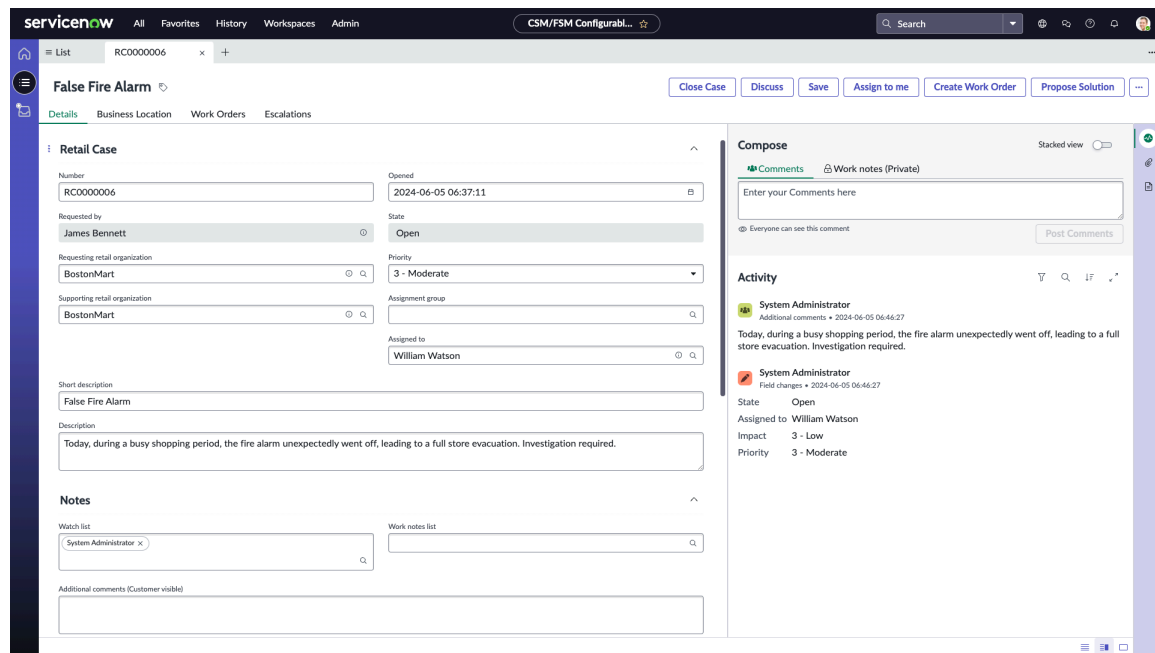 servicenow All Favorites History Workspaces Admin CSM/FSM Configurabl... Search
List RC0000006 × +
False Fire Alarm Close Case Discuss Save Assign to me Create Work Order Propose Solution ...
Details Business Location Work Orders Escalations
Retail Case
Number Opened
RC0000006 2024-06-05 06:37:11
Requested by State
James Bennett Open
Requesting retail organization Priority
BostonMart 3 - Moderate
Supporting retail organization Assignment group
BostonMart
Assigned to
William Watson
Short description
False Fire Alarm
Description
Today, during a busy shopping period, the fire alarm unexpectedly went off, leading to a full store evacuation. Investigation required.
Notes
Watch list Work notes list
System Administrator ×
Additional comments (Customer visible)
Compose Stacked view
Comments Work notes (Private)
Enter your Comments here
Everyone can see this comment Post Comments
Activity
System Administrator
Additional comments • 2024-06-05 06:46:27
Today, during a busy shopping period, the fire alarm unexpectedly went off, leading to a full
store evacuation. Investigation required.
System Administrator
Field changes • 2024-06-05 06:46:27
State Open
Assigned to William Watson
Impact 3 - Low
Priority 3 - Moderate